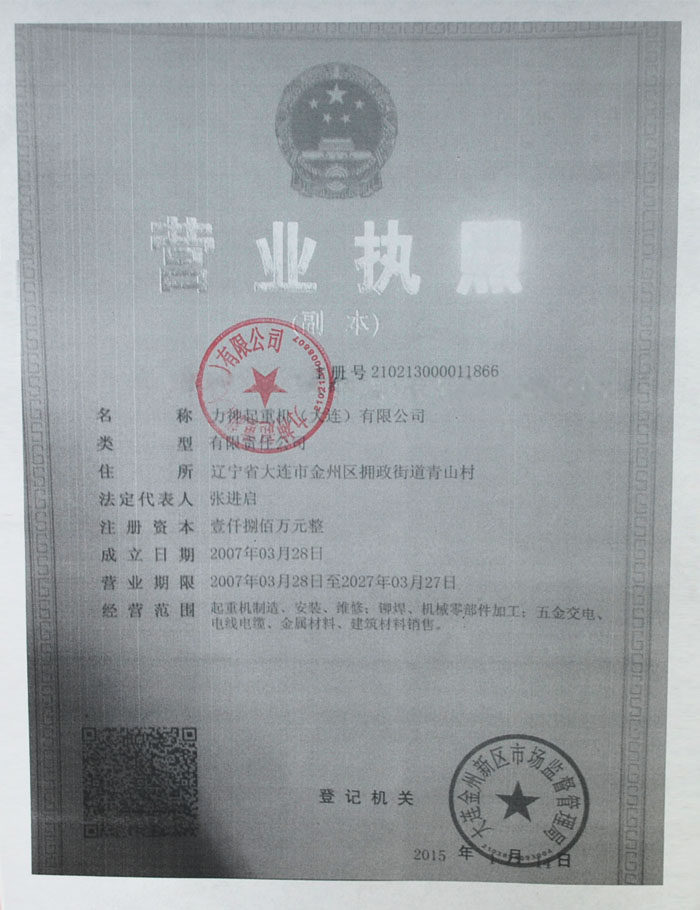 营业执照
(副 本)
册号 210213000011866
名 称 力神起重机（大连）有限公司
类 型 有限责任公司
住 所 辽宁省大连市金州区拥政街道青山村
法定代表人 张进启
注册资本 壹仟捌佰万元整
成立日期 2007年03月28日
营业期限 2007年03月28日至2027年03月27日
经营范围 起重机制造、安装、维修；铆焊、机械零部件加工；五金交电、
电线电缆、金属材料、建筑材料销售。
有限公司
大连金州新区市场监督管理局
登记机关
2015 年 月 日